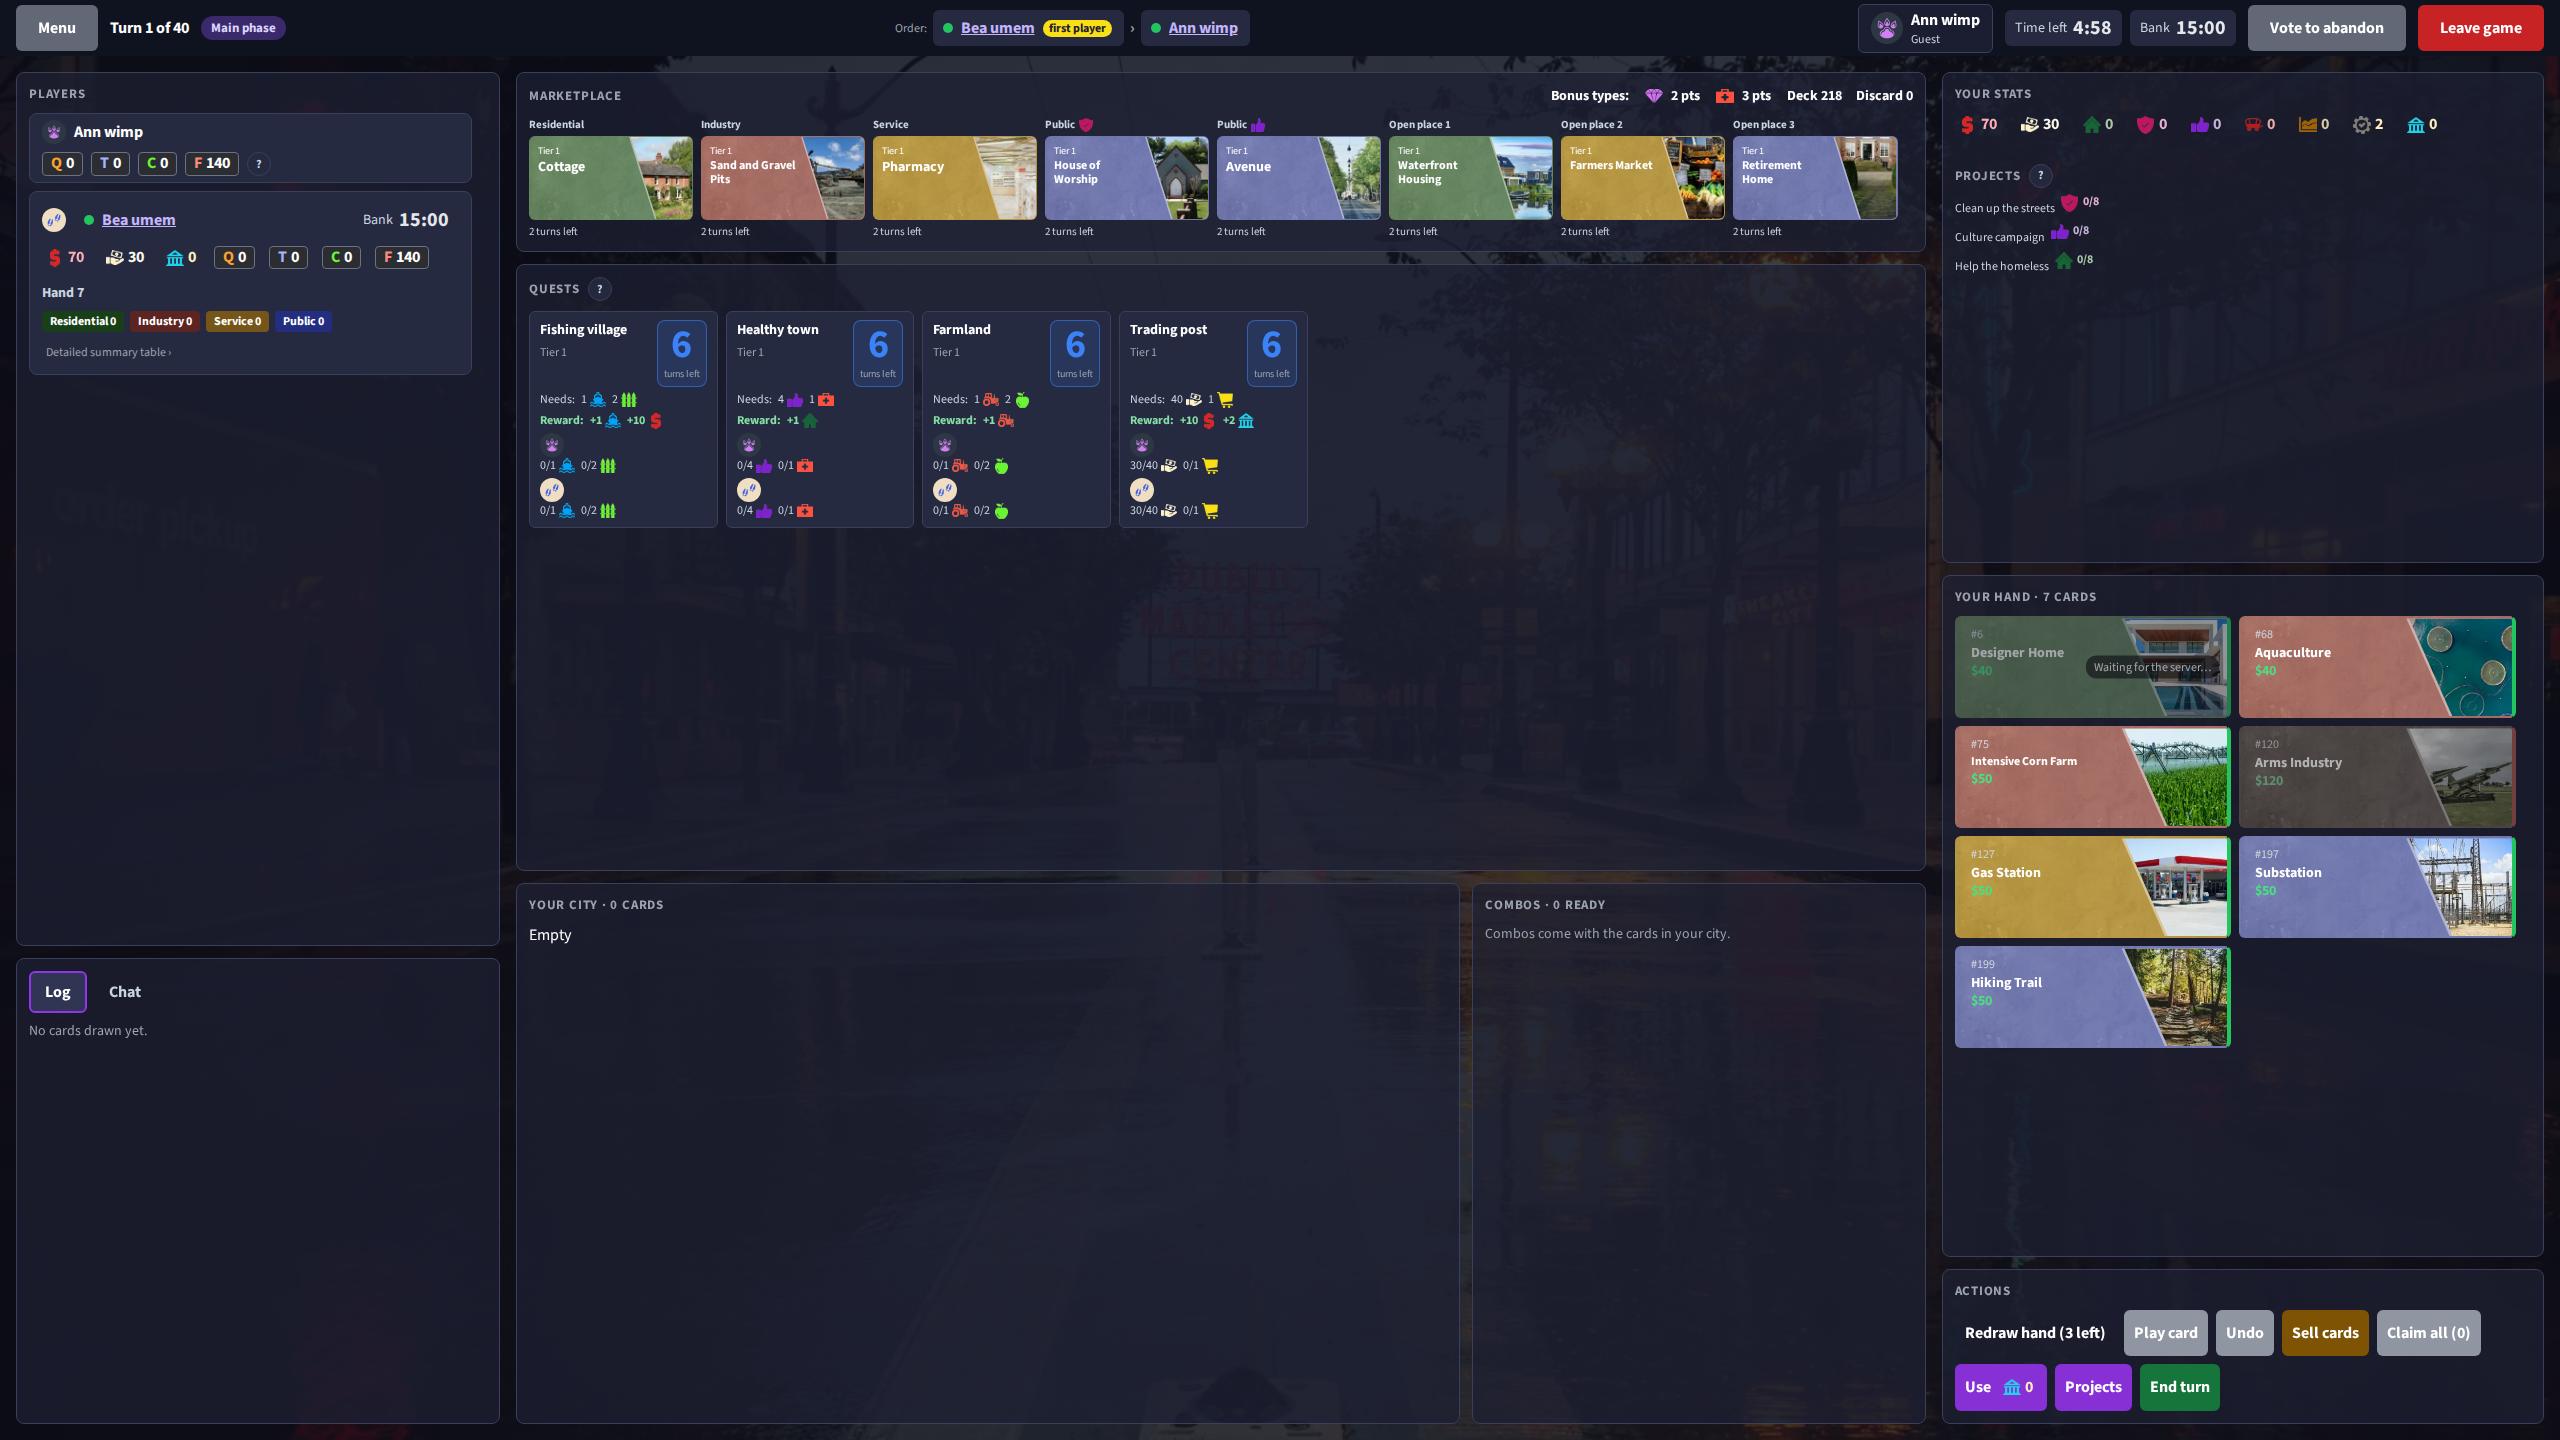 Menu
Turn 1 of 40
Main phase
Order:
Bea umem first player › Ann wimp
Ann wimp
Guest
Time left 4:58
Bank 15:00
Vote to abandon
Leave game
PLAYERS
Ann wimp
Q 0 T 0 C 0 F 140 ?
Bea umem
Bank 15:00
70 30 0 Q 0 T 0 C 0 F 140
Hand 7
Residential 0 Industry 0 Service 0 Public 0
Detailed summary table ›
Log Chat
No cards drawn yet.
MARKETPLACE
Bonus types: 2 pts 3 pts Deck 218 Discard 0
Residential
Tier 1
Cottage
2 turns left
Industry
Tier 1
Sand and Gravel
Pits
2 turns left
Service
Tier 1
Pharmacy
2 turns left
Public
Tier 1
House of
Worship
2 turns left
Public
Tier 1
Avenue
2 turns left
Open place 1
Tier 1
Waterfront
Housing
2 turns left
Open place 2
Tier 1
Farmers Market
2 turns left
Open place 3
Tier 1
Retirement
Home
2 turns left
QUESTS ?
Fishing village
Tier 1
6
turns left
Needs: 1 2
Reward: +1 +10
0/1 0/2
0/1 0/2
Healthy town
Tier 1
6
turns left
Needs: 4 1
Reward: +1
0/4 0/1
0/4 0/1
Farmland
Tier 1
6
turns left
Needs: 1 2
Reward: +1
0/1 0/2
0/1 0/2
Trading post
Tier 1
6
turns left
Needs: 40 1
Reward: +10 +2
30/40 0/1
30/40 0/1
PUBLIC
MARKET
CENTER
YOUR CITY · 0 CARDS
Empty
COMBOS · 0 READY
Combos come with the cards in your city.
YOUR STATS
70 30 0 0 0 0 0 2 0
PROJECTS ?
Clean up the streets 0/8
Culture campaign 0/8
Help the homeless 0/8
YOUR HAND · 7 CARDS
#6
Designer Home
$40
Waiting for the server…
#68
Aquaculture
$40
#75
Intensive Corn Farm
$50
#120
Arms Industry
$120
#127
Gas Station
$50
#197
Substation
$50
#199
Hiking Trail
$50
ACTIONS
Redraw hand (3 left) Play card Undo Sell cards Claim all (0)
Use 0 Projects End turn